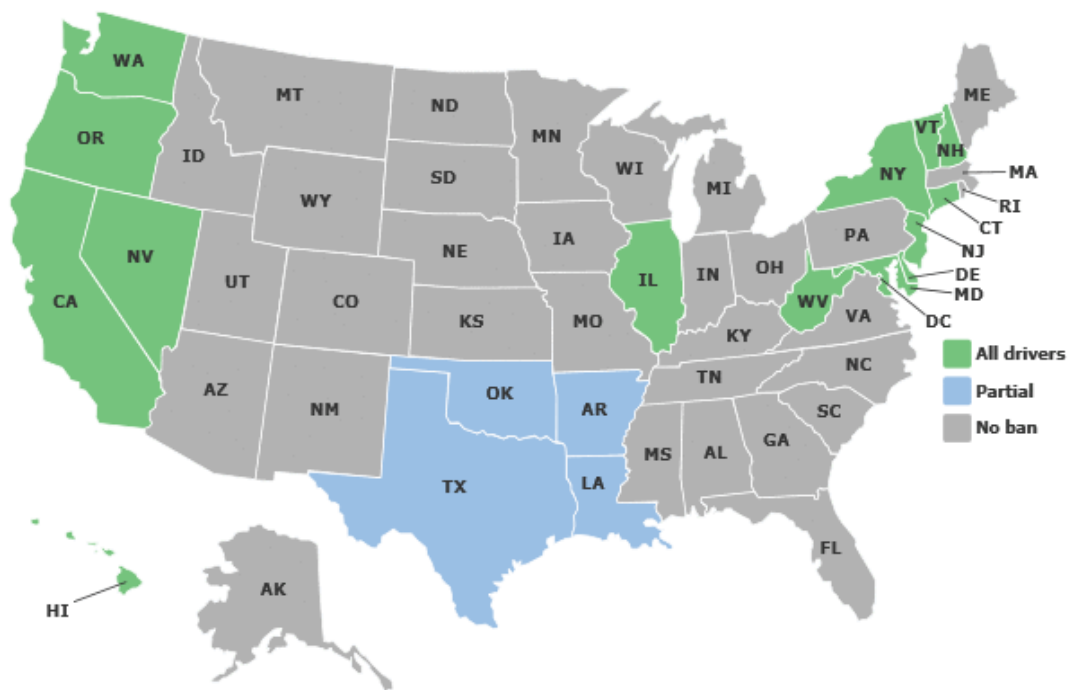 WA
MT
ND
MN
ME
OR
ID
SD
WI
MI
VT
NH
NY
MA
RI
CT
WY
NE
IA
PA
NJ
NV
UT
CO
IL
IN
OH
DE
MD
DC
CA
KS
MO
WV
VA
KY
AZ
NM
OK
AR
TN
NC
SC
All drivers
Partial
No ban
TX
LA
MS
AL
GA
FL
HI
AK